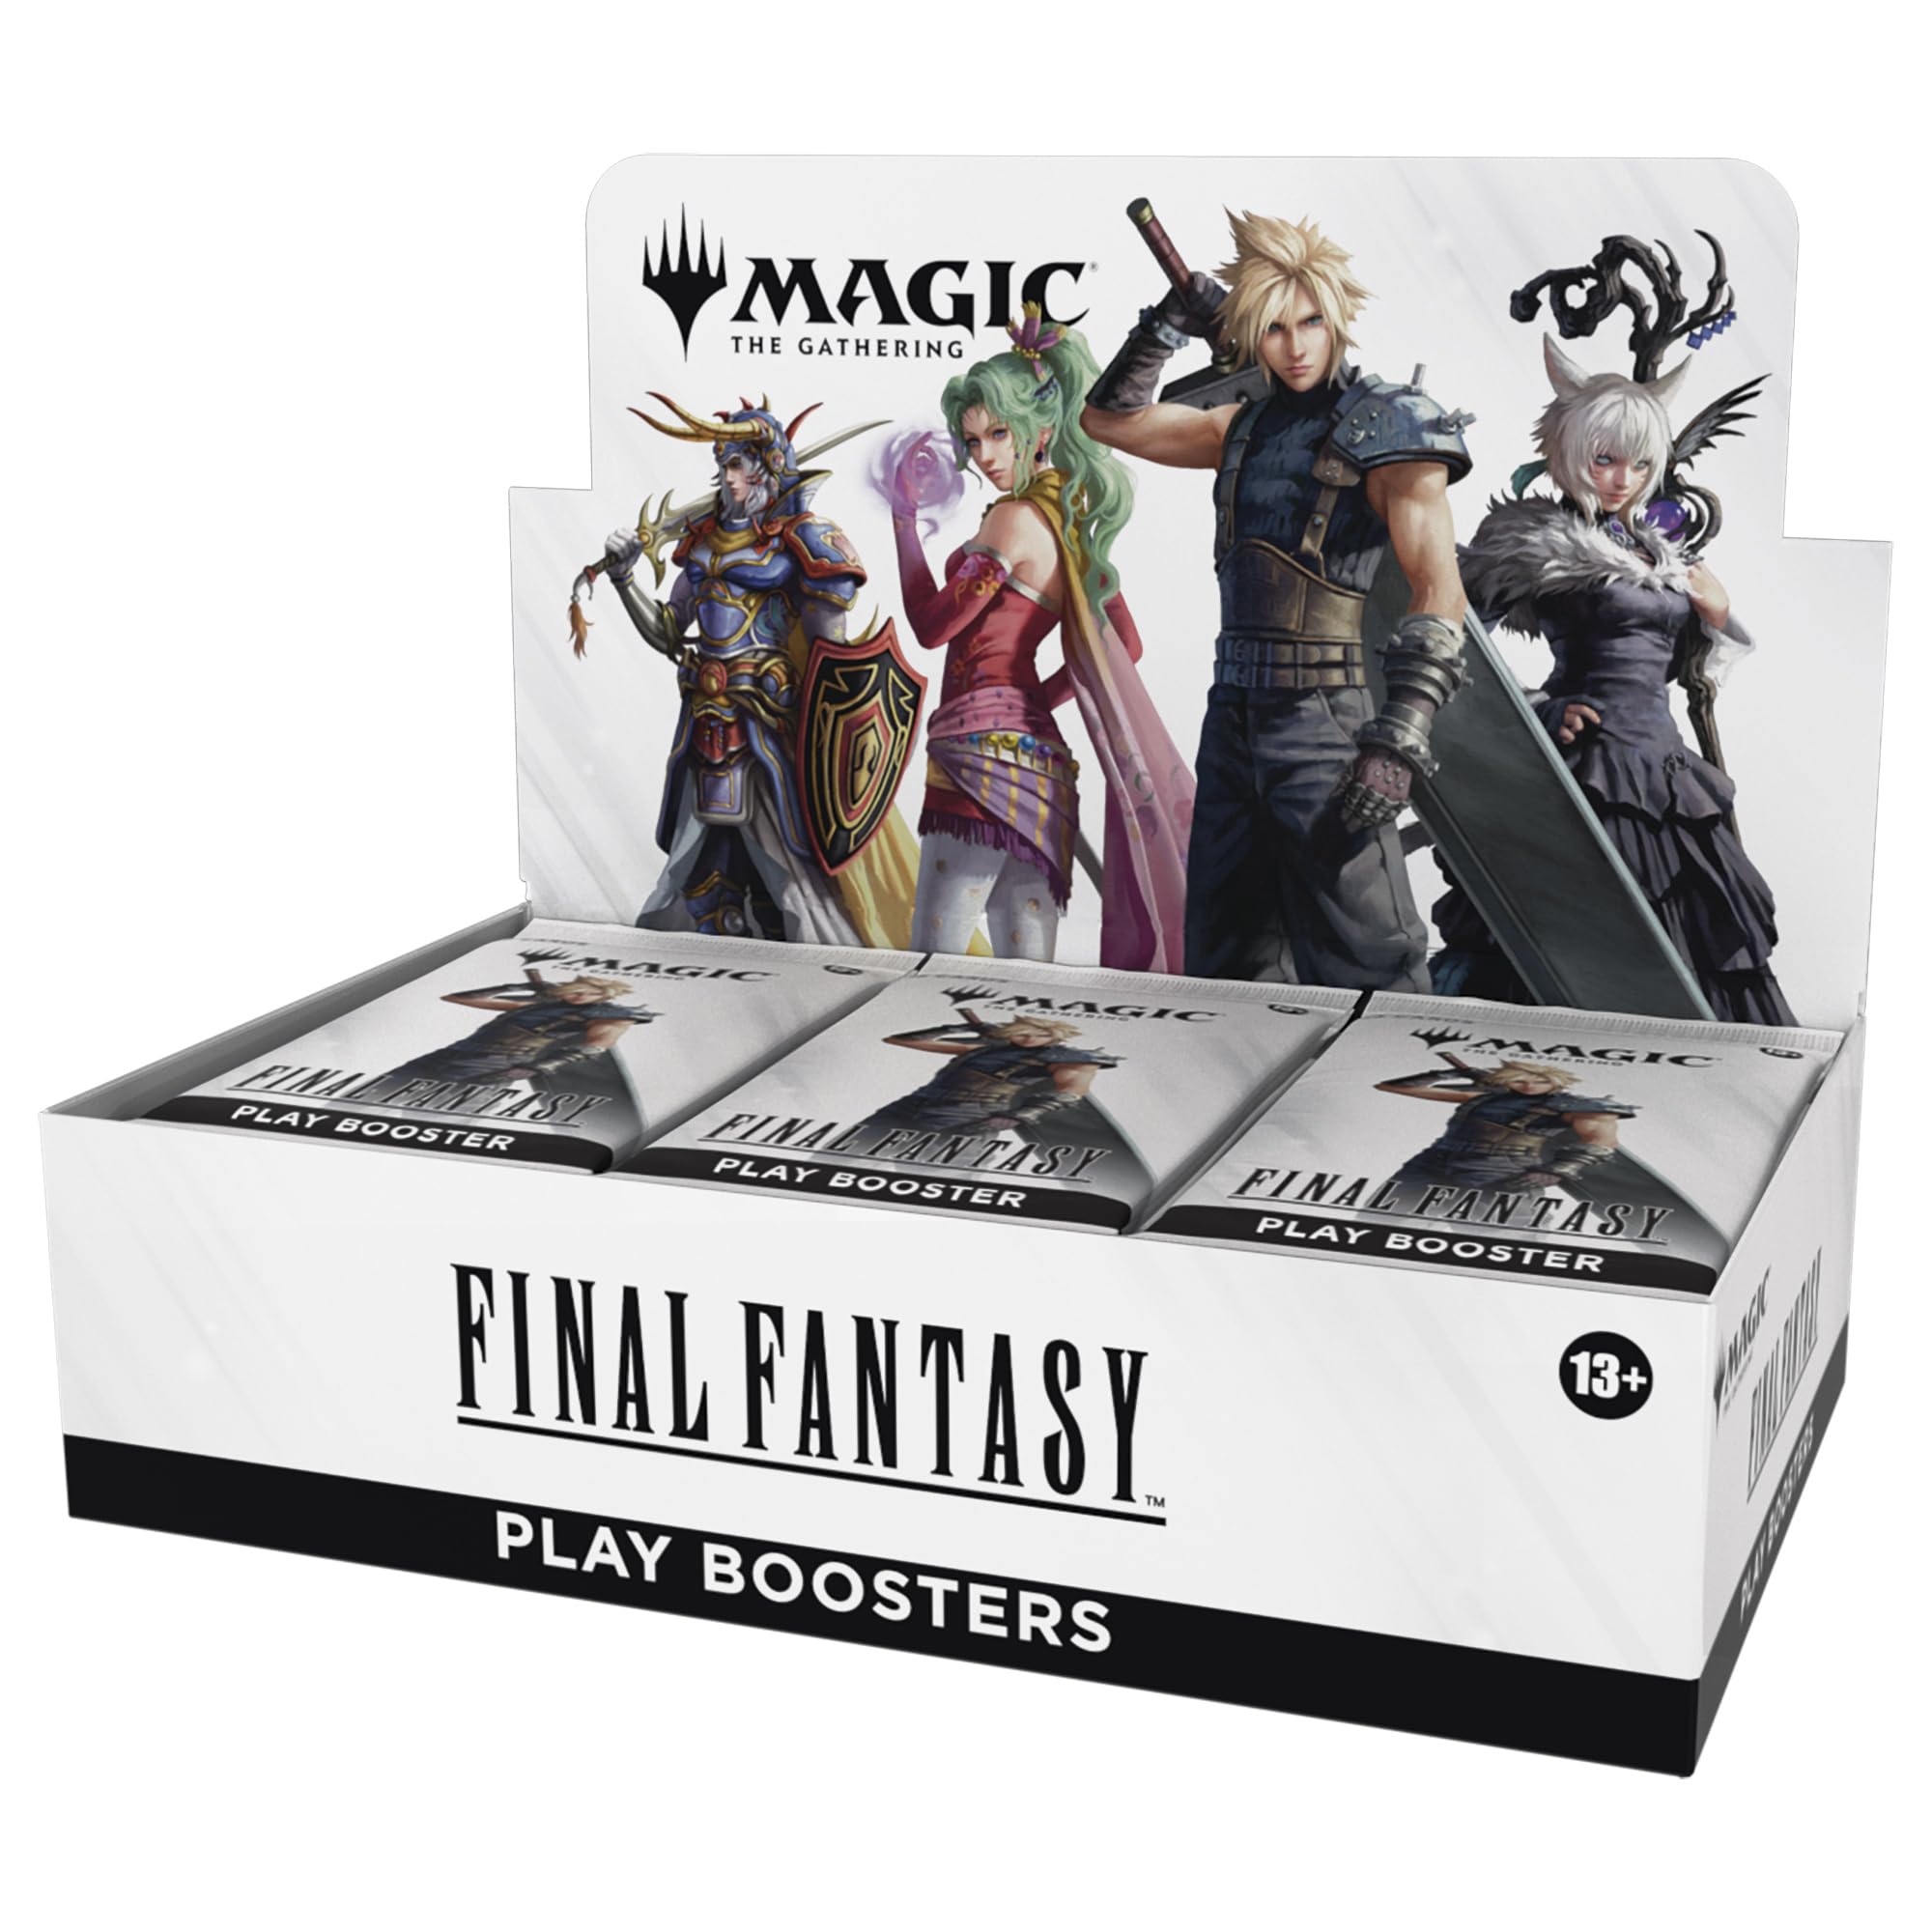 MAGIC®
THE GATHERING
MAGIC
THE GATHERING
FINAL FANTASY
PLAY BOOSTER
MAGIC
THE GATHERING
FINAL FANTASY
PLAY BOOSTER
MAGIC
THE GATHERING
FINAL FANTASY
PLAY BOOSTER
FINAL FANTASY™
13+
PLAY BOOSTERS
MAGIC
FINAL FANTASY
PLAY BOOSTERS